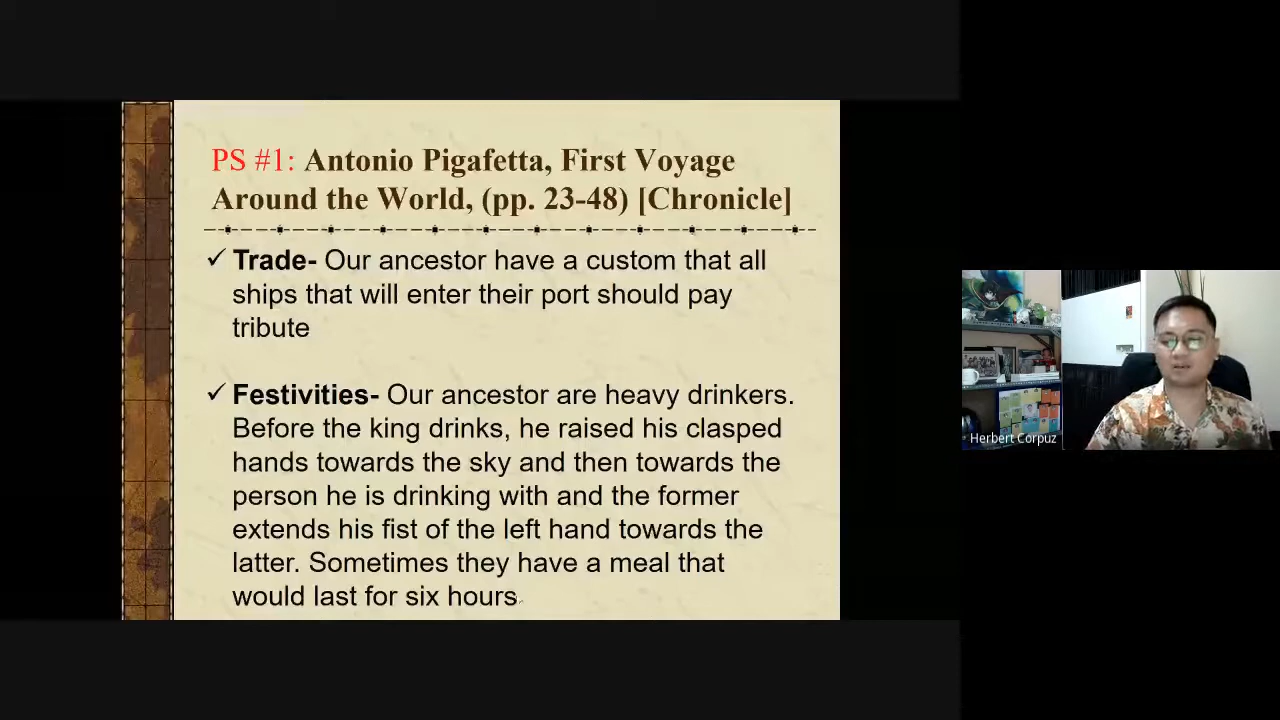 PS #1: Antonio Pigafetta, First Voyage
Around the World, (pp. 23-48) [Chronicle]
✓ Trade- Our ancestor have a custom that all
ships that will enter their port should pay
tribute
✓ Festivities- Our ancestor are heavy drinkers.
Before the king drinks, he raised his clasped
hands towards the sky and then towards the
person he is drinking with and the former
extends his fist of the left hand towards the
latter. Sometimes they have a meal that
would last for six hours
Herbert Corpuz